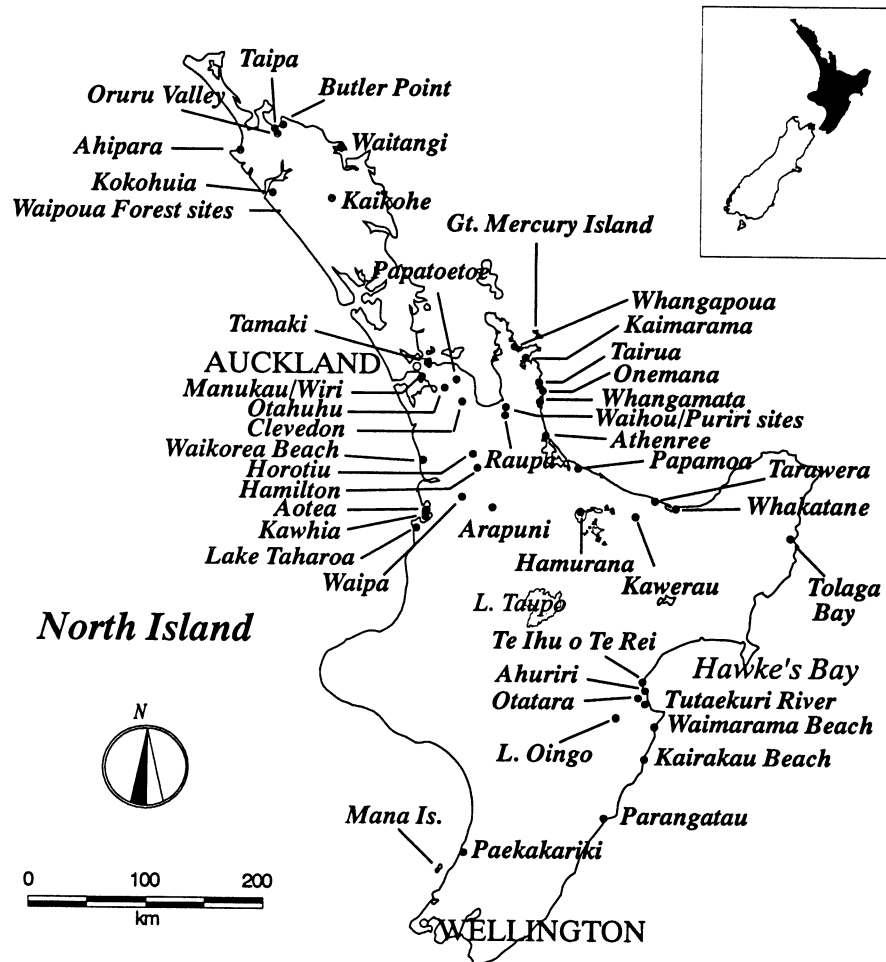 Taipa
Oruru Valley
Butler Point
Ahipara
Waitangi
Kokohuia
Kaikohe
Waipoua Forest sites
Gt. Mercury Island
Papatoetoe
Whangapoua
Tamaki
Kaimarama
AUCKLAND
Tairua
Manukau/Wiri
Onemana
Otahuhu
Whangamata
Clevedon
Waihou/Puriri sites
Waikorea Beach
Athenree
Horotiu
Raupa
Papamoa
Tarawera
Hamilton
Aotea
Arapuni
Whakatane
Kawhia
Lake Taharoa
Hamurana
Waipa
Kawerau
Tolaga
Bay
L. Taupo
North Island
Te Ihu o Te Rei
Ahuriri
Hawke's Bay
Otatara
Tutaekuri River
Waimarama Beach
L. Oingo
Kairakau Beach
N
Mana Is.
Parangatau
Paekakariki
0 100 200
km
WELLINGTON